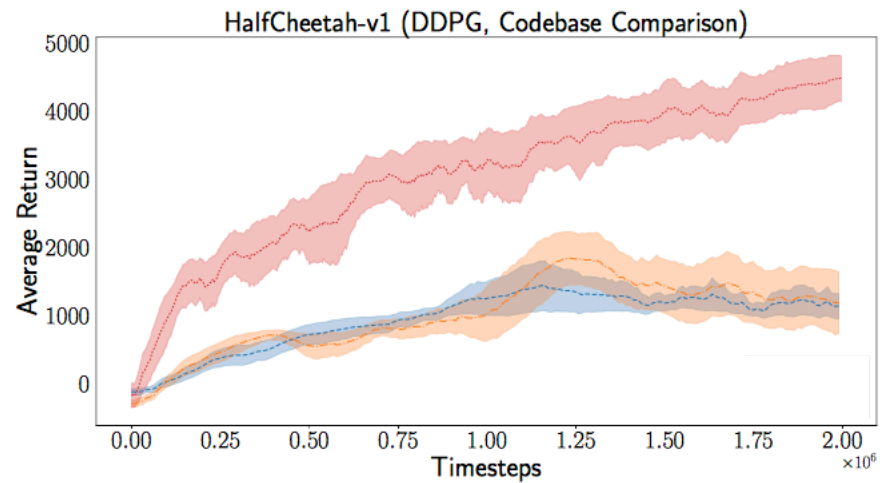 HalfCheetah-v1 (DDPG, Codebase Comparison)
5000
4000
3000
2000
1000
0
Average Return
0.00 0.25 0.50 0.75 1.00 1.25 1.50 1.75 2.00
×10⁶
Timesteps